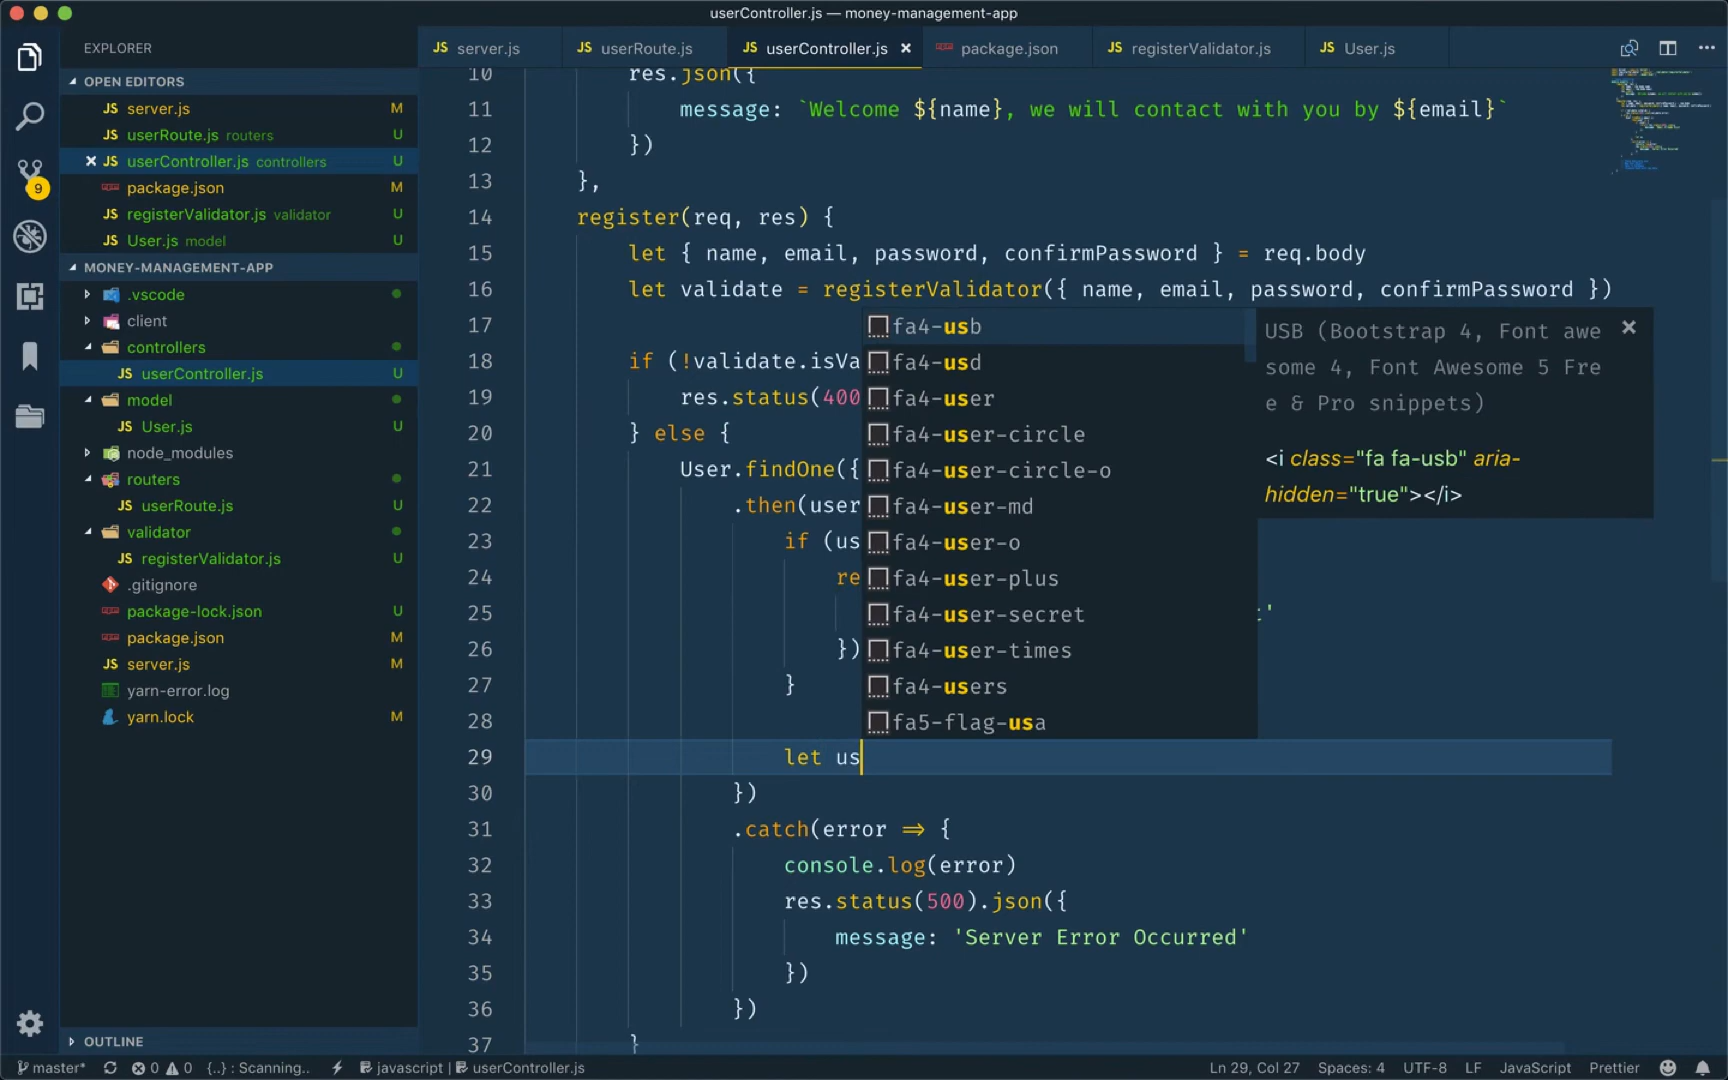 userController.js — money-management-app
EXPLORER
OPEN EDITORS
JS server.js M
JS userRoute.js routers U
JS userController.js controllers U
package.json M
JS registerValidator.js validator U
JS User.js model U
MONEY-MANAGEMENT-APP
.vscode
client
controllers
JS userController.js U
model
JS User.js U
node_modules
routers
JS userRoute.js U
validator
JS registerValidator.js U
.gitignore
package-lock.json U
package.json M
JS server.js M
yarn-error.log
yarn.lock M
OUTLINE
9
JS server.js JS userRoute.js JS userController.js × package.json JS registerValidator.js JS User.js
10 res.json({
11 message: `Welcome ${name}, we will contact with you by ${email}`
12 })
13 },
14 register(req, res) {
15 let { name, email, password, confirmPassword } = req.body
16 let validate = registerValidator({ name, email, password, confirmPassword })
17
18 if (!validate.isVa
19 res.status(400
20 } else {
21 User.findOne({
22 .then(user
23 if (us
24 re
25 t'
26 })
27 }
28
29 let us
30 })
31 .catch(error => {
32 console.log(error)
33 res.status(500).json({
34 message: 'Server Error Occurred'
35 })
36 })
37 }
fa4-usb
fa4-usd
fa4-user
fa4-user-circle
fa4-user-circle-o
fa4-user-md
fa4-user-o
fa4-user-plus
fa4-user-secret
fa4-user-times
fa4-users
fa5-flag-usa
USB (Bootstrap 4, Font awe
some 4, Font Awesome 5 Fre
e & Pro snippets)
<i class="fa fa-usb" aria-
hidden="true"></i>
master* 0 0 {..} : Scanning.. javascript | userController.js Ln 29, Col 27 Spaces: 4 UTF-8 LF JavaScript Prettier